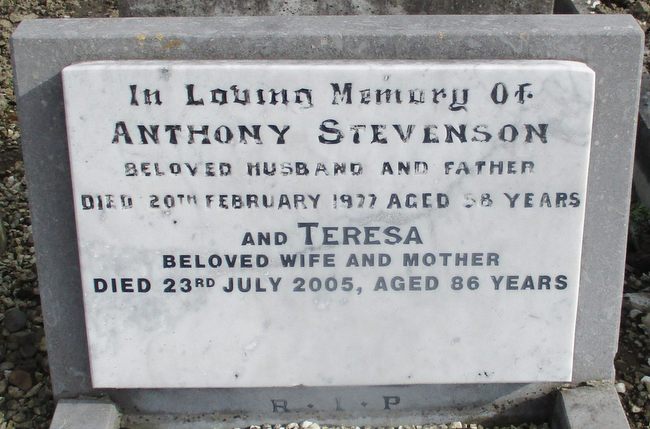 In Loving Memory Of
ANTHONY STEVENSON
BELOVED HUSBAND AND FATHER
DIED 20TH FEBRUARY 1977 AGED 58 YEARS
AND TERESA
BELOVED WIFE AND MOTHER
DIED 23RD JULY 2005, AGED 86 YEARS
R · I · P